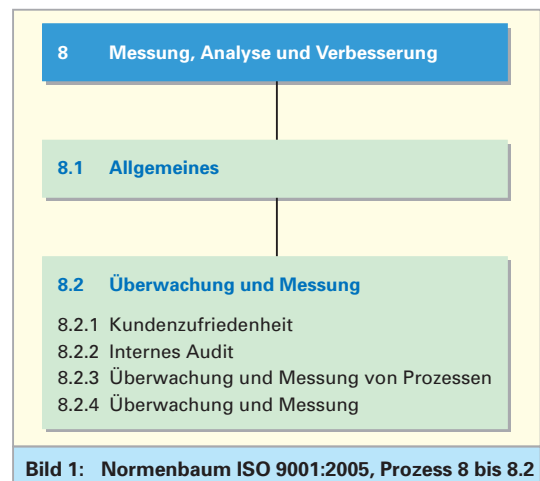 8 Messung, Analyse und Verbesserung
8.1 Allgemeines
8.2 Überwachung und Messung
8.2.1 Kundenzufriedenheit
8.2.2 Internes Audit
8.2.3 Überwachung und Messung von Prozessen
8.2.4 Überwachung und Messung
Bild 1: Normenbaum ISO 9001:2005, Prozess 8 bis 8.2